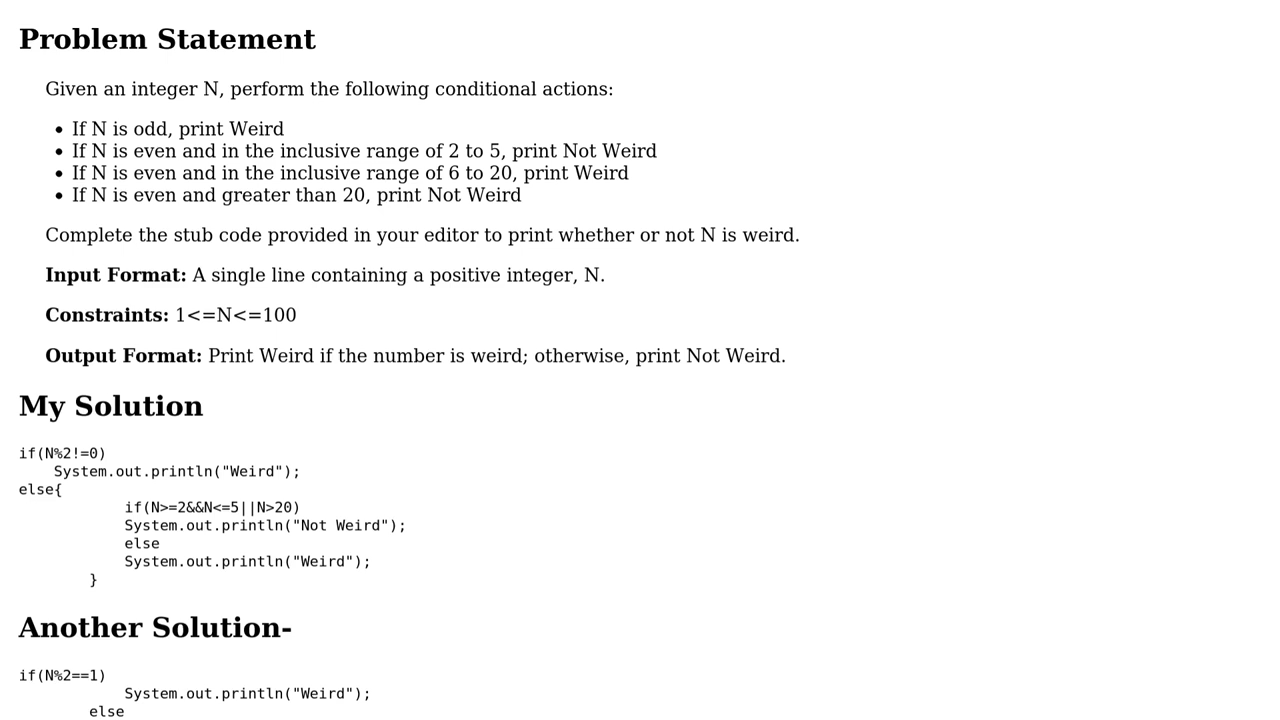 Problem Statement
Given an integer N, perform the following conditional actions:
• If N is odd, print Weird
• If N is even and in the inclusive range of 2 to 5, print Not Weird
• If N is even and in the inclusive range of 6 to 20, print Weird
• If N is even and greater than 20, print Not Weird
Complete the stub code provided in your editor to print whether or not N is weird.
Input Format: A single line containing a positive integer, N.
Constraints: 1<=N<=100
Output Format: Print Weird if the number is weird; otherwise, print Not Weird.
My Solution
if(N%2!=0)
    System.out.println("Weird");
else{
            if(N>=2&&N<=5||N>20)
            System.out.println("Not Weird");
            else
            System.out.println("Weird");
        }
Another Solution-
if(N%2==1)
            System.out.println("Weird");
        else